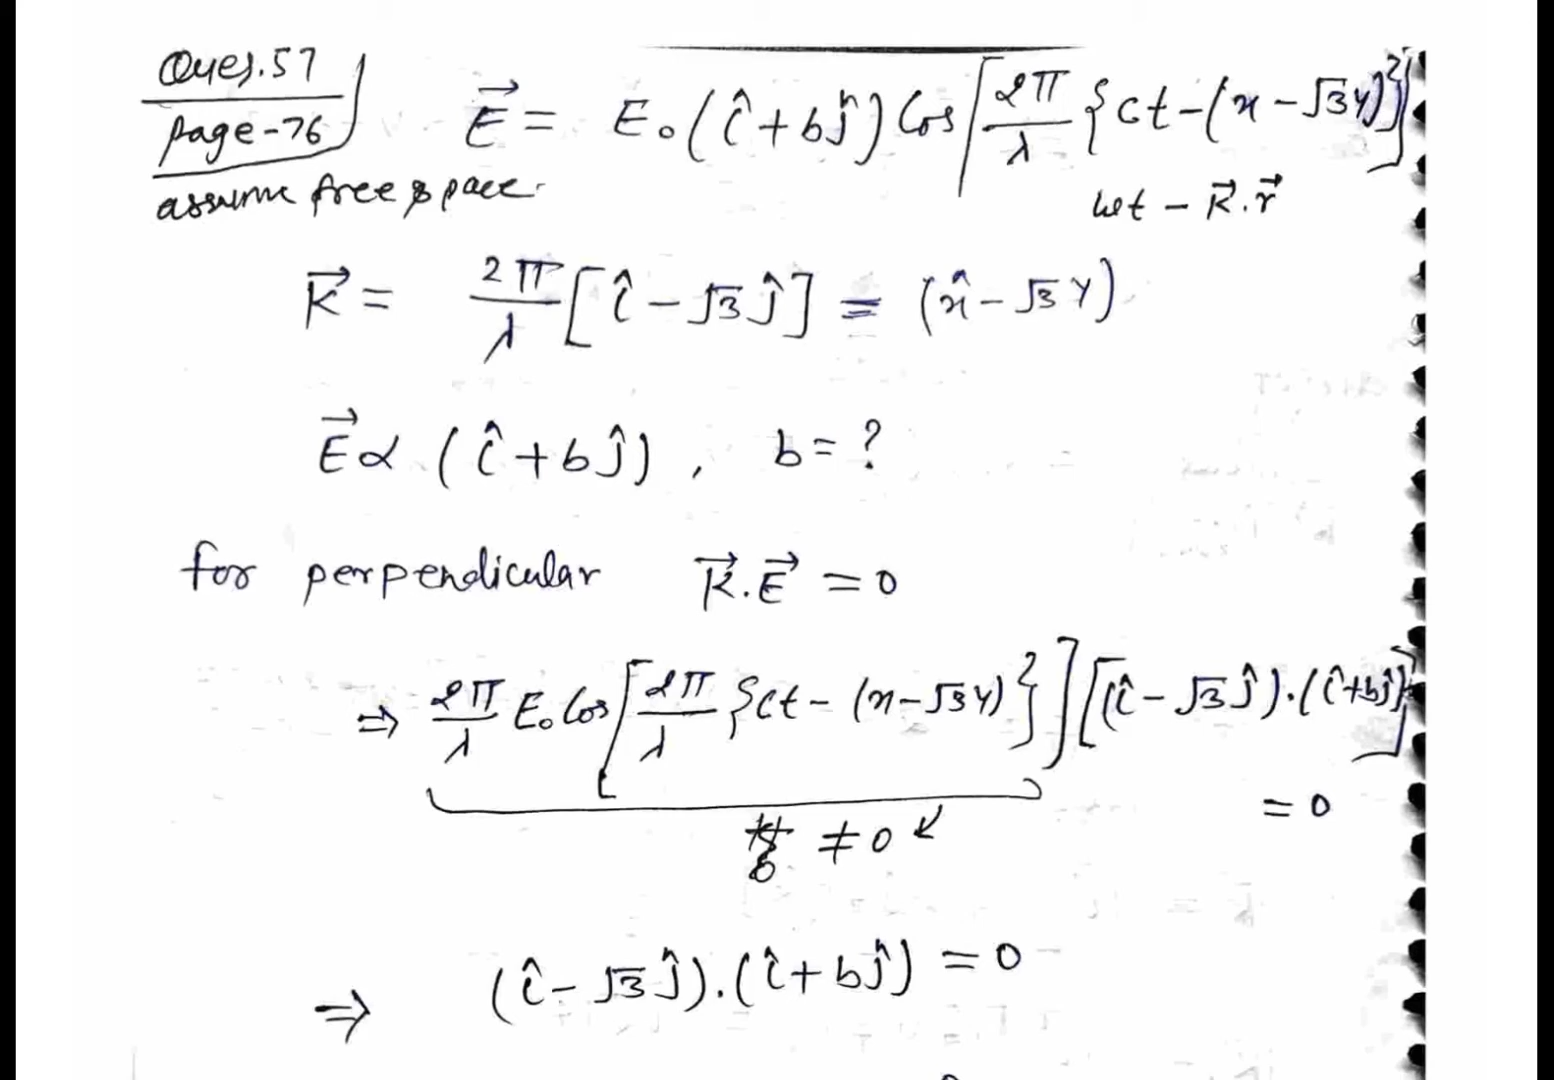 Ques.57
Page-76
assume free space.
E⃗ = E₀(î+bĵ) Cos[2π/λ {ct-(x-√3y)}]
ωt - K⃗.r⃗
K⃗ = 2π/λ [î-√3ĵ] = (x̂-√3y)
E⃗ ∝ (î+bĵ), b=?
for perpendicular K⃗.E⃗ = 0
⇒ 2π/λ E₀ Cos[2π/λ {ct-(x-√3y)}][(î-√3ĵ).(î+bĵ)]
= 0
≠ 0
⇒ (î-√3ĵ).(î+bĵ) = 0